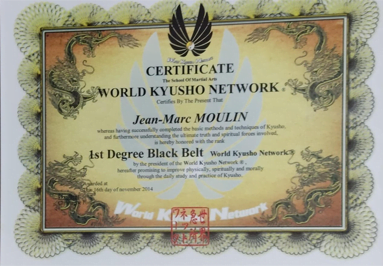 CERTIFICATE
The School Of Martial Arts
WORLD KYUSHO NETWORK ®
Certifies By The Present That
Jean-Marc MOULIN
whereas having successfully completed the basic methods and techniques of Kyusho,
and furthermore understanding the ultimate truth and spiritual forces involved,
is hereby honored with the rank
1st Degree Black Belt World Kyusho Network®
by the president of the World Kyusho Network ®.
hereafter promising to improve physically, spiritually and morally
through the daily study and practice of Kyusho.
at
day of november 2014
World K Network